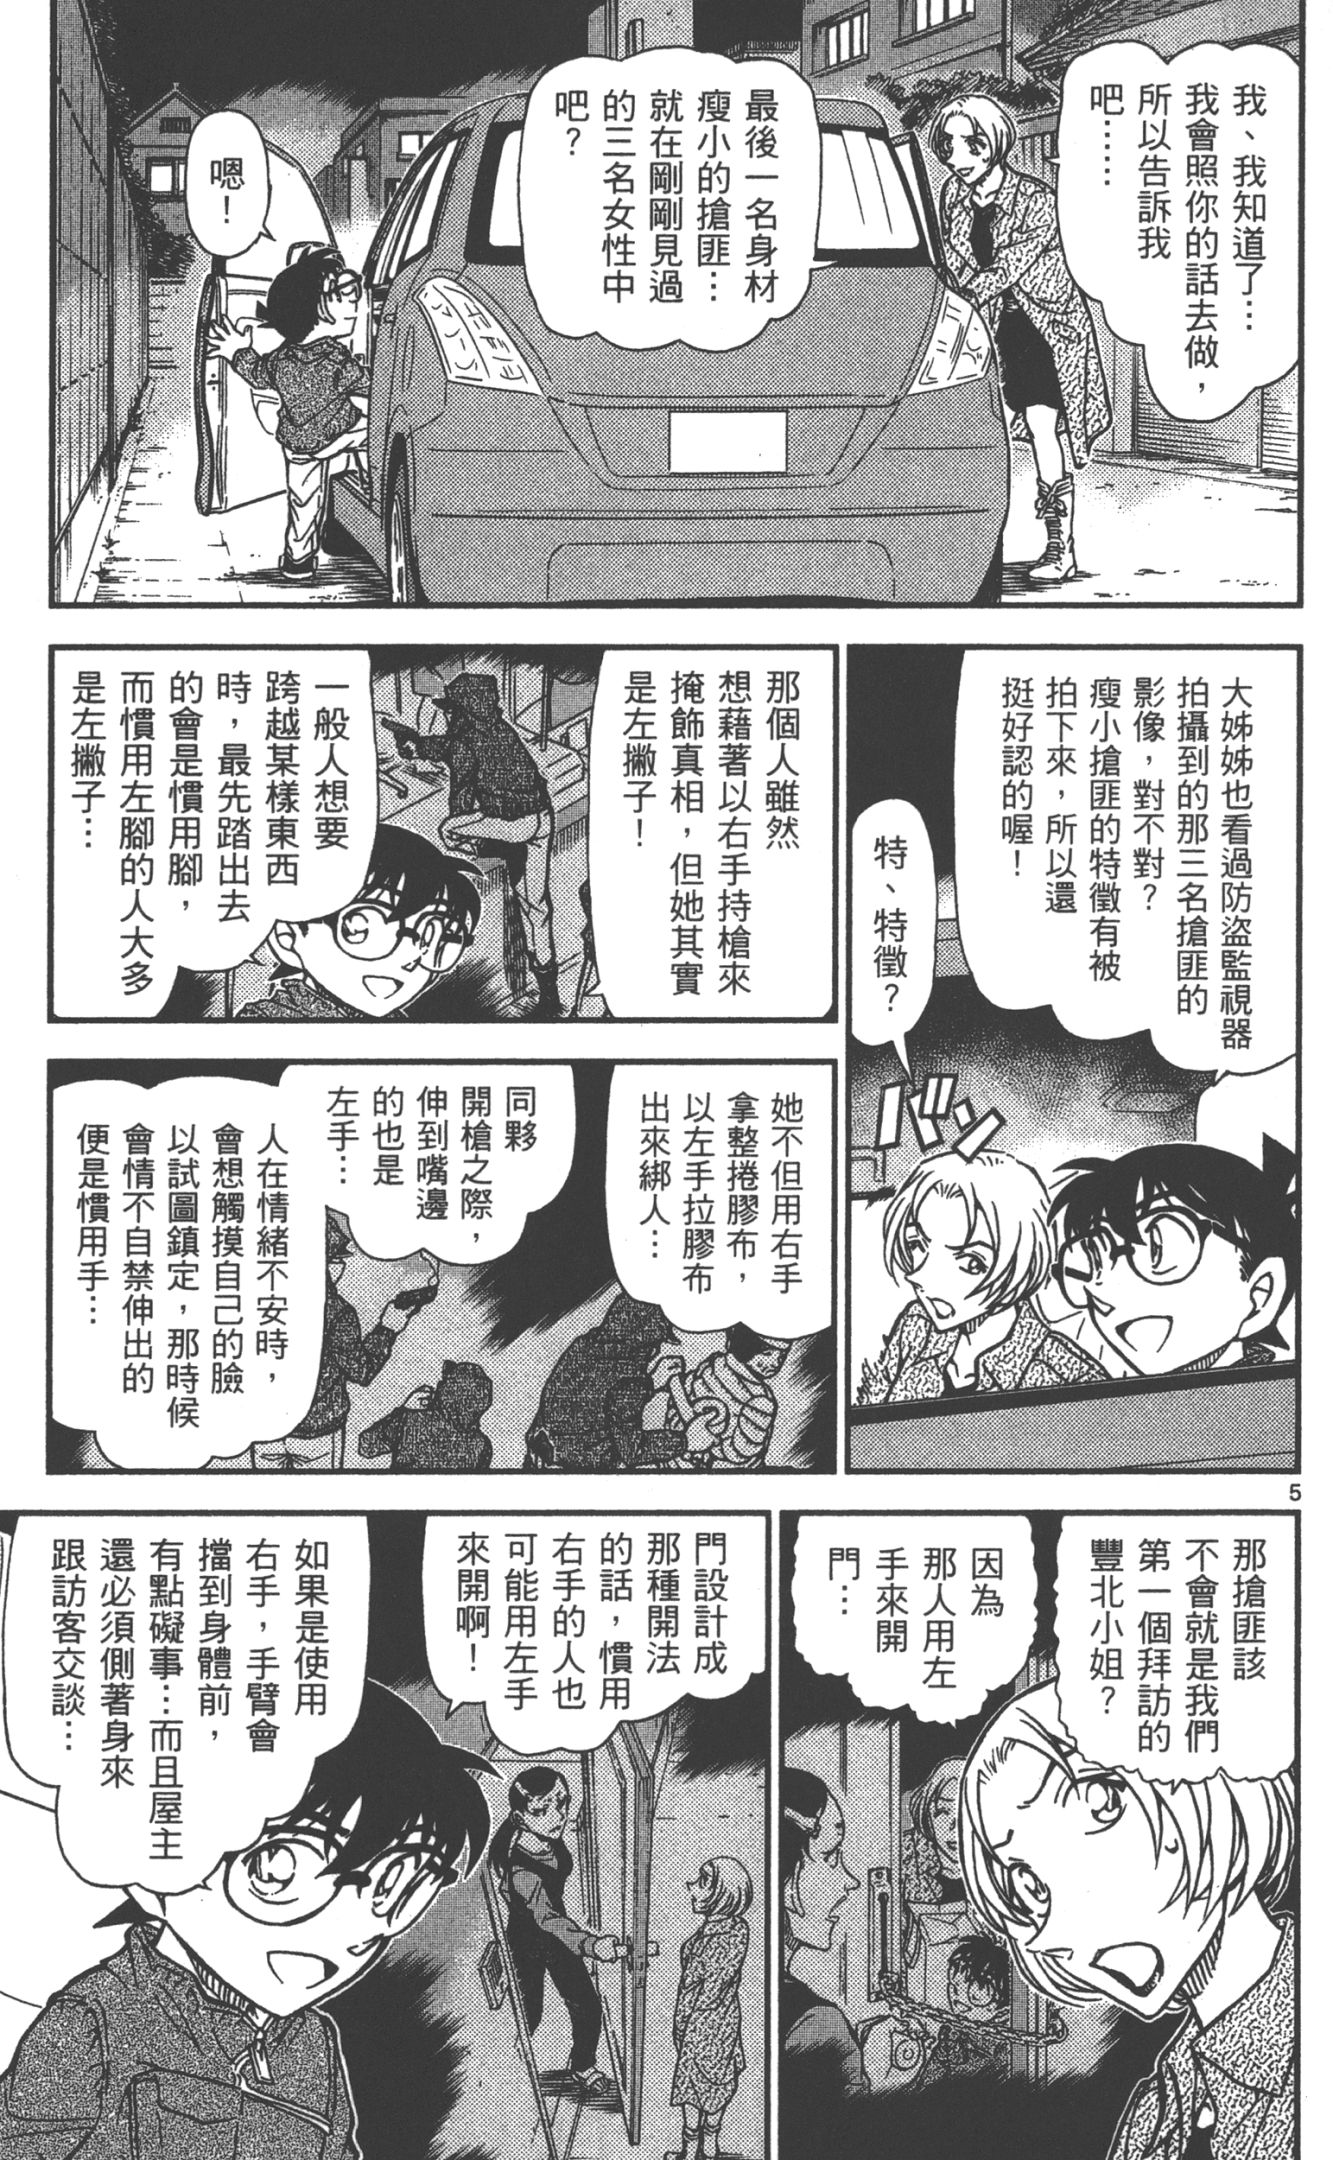 我、我知道了…
我會照你的話去做，
所以告訴我
吧……
最後一名身材
瘦小的搶匪…
就在剛剛見過
的三名女性中
吧？
嗯！
大姊姊也看過防盜監視器
拍攝到的那三名搶匪的
影像，對不對？
瘦小搶匪的特徵有被
拍下來，所以還
挺好認的喔！
特、特徵？
バドン
那個人雖然
想藉著以右手持槍來
掩飾真相，但她其實
是左撇子！
一般人想要
跨越某樣東西
時，最先踏出去
的會是慣用腳，
而慣用左腳的人大多
是左撇子…
她不但用右手
拿整捲膠布，
以左手拉膠布
出來綁人…
同夥
開槍之際，
伸到嘴邊
的也是
左手…
人在情緒不安時，
會想觸摸自己的臉
以試圖鎮定，那時候
會情不自禁伸出的
便是慣用手…
5
那搶匪該
不會就是我們
第一個拜訪的
豐北小姐？
因為
那人用左
手來開
門…
門設計成
那種開法
的話，慣用
右手的人也
可能用左手
來開啊！
如果是使用
右手，手臂會
擋到身體前，
有點礙事…而且屋主
還必須側著身來
跟訪客交談…